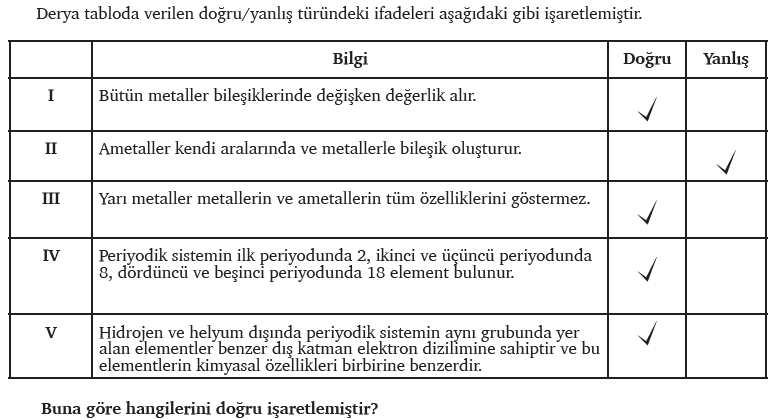 Derya tabloda verilen doğru/yanlış türündeki ifadeleri aşağıdaki gibi işaretlemiştir.
Bilgi Doğru Yanlış
I Bütün metaller bileşiklerinde değişken değerlik alır. ✓
II Ametaller kendi aralarında ve metallerle bileşik oluşturur. ✓
III Yarı metaller metallerin ve ametallerin tüm özelliklerini göstermez. ✓
IV Periyodik sistemin ilk periyodunda 2, ikinci ve üçüncü periyodunda
8, dördüncü ve beşinci periyodunda 18 element bulunur. ✓
V Hidrojen ve helyum dışında periyodik sistemin aynı grubunda yer
alan elementler benzer dış katman elektron dizilimine sahiptir ve bu
elementlerin kimyasal özellikleri birbirine benzerdir. ✓
Buna göre hangilerini doğru işaretlemiştir?